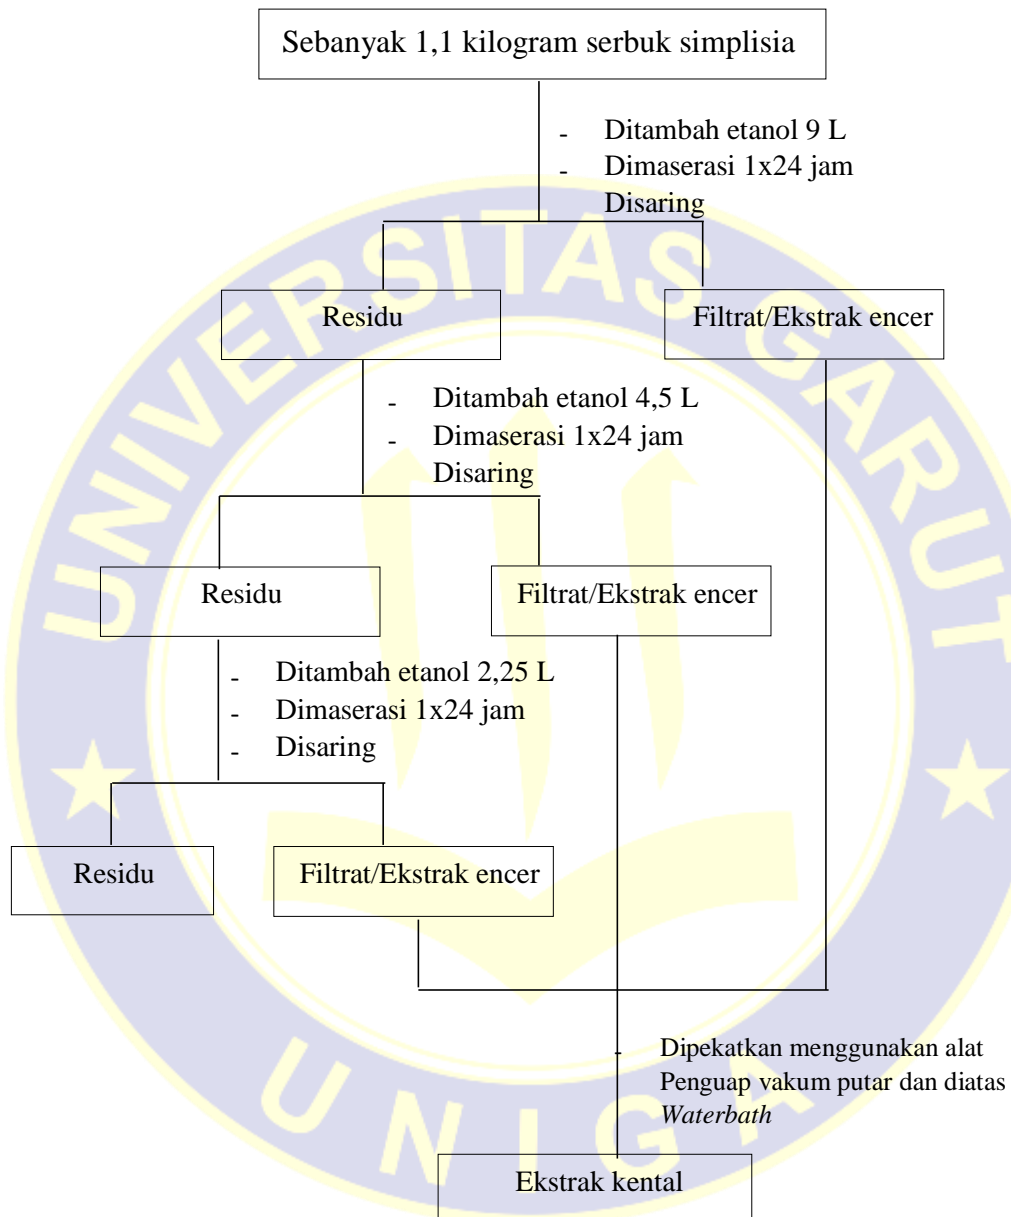 Sebanyak 1,1 kilogram serbuk simplisia
- Ditambah etanol 9 L
- Dimaserasi 1x24 jam
Disaring
Residu
Filtrat/Ekstrak encer
- Ditambah etanol 4,5 L
- Dimaserasi 1x24 jam
Disaring
Residu
Filtrat/Ekstrak encer
- Ditambah etanol 2,25 L
- Dimaserasi 1x24 jam
- Disaring
Residu
Filtrat/Ekstrak encer
- Dipekatkan menggunakan alat
Penguap vakum putar dan diatas
Waterbath
Ekstrak kental
UNIVERSITAS GARUT
UNIGA